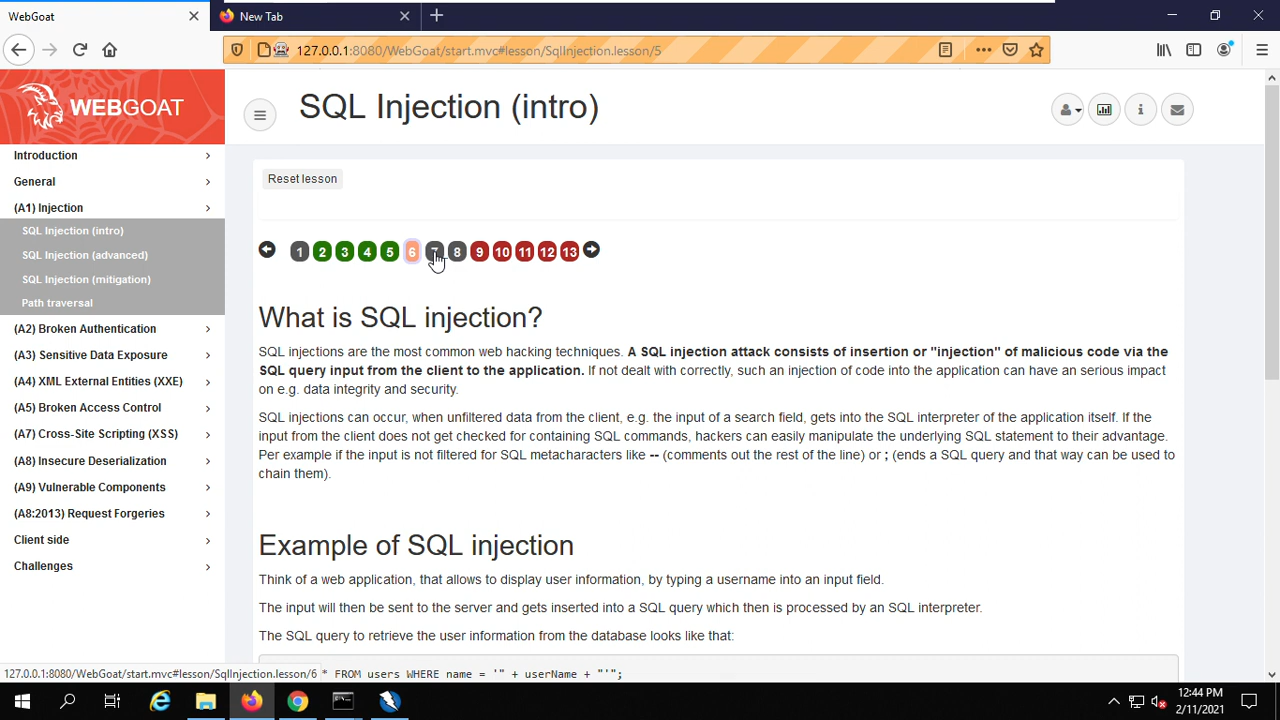 WebGoat
New Tab
127.0.0.1:8080/WebGoat/start.mvc#lesson/SqlInjection.lesson/5
WEBGOAT
SQL Injection (intro)
Introduction
General
(A1) Injection
SQL Injection (intro)
SQL Injection (advanced)
SQL Injection (mitigation)
Path traversal
(A2) Broken Authentication
(A3) Sensitive Data Exposure
(A4) XML External Entities (XXE)
(A5) Broken Access Control
(A7) Cross-Site Scripting (XSS)
(A8) Insecure Deserialization
(A9) Vulnerable Components
(A8:2013) Request Forgeries
Client side
Challenges
Reset lesson
1 2 3 4 5 6 7 8 9 10 11 12 13
What is SQL injection?
SQL injections are the most common web hacking techniques. A SQL injection attack consists of insertion or "injection" of malicious code via the
SQL query input from the client to the application. If not dealt with correctly, such an injection of code into the application can have an serious impact
on e.g. data integrity and security.
SQL injections can occur, when unfiltered data from the client, e.g. the input of a search field, gets into the SQL interpreter of the application itself. If the
input from the client does not get checked for containing SQL commands, hackers can easily manipulate the underlying SQL statement to their advantage.
Per example if the input is not filtered for SQL metacharacters like -- (comments out the rest of the line) or ; (ends a SQL query and that way can be used to
chain them).
Example of SQL injection
Think of a web application, that allows to display user information, by typing a username into an input field.
The input will then be sent to the server and gets inserted into a SQL query which then is processed by an SQL interpreter.
The SQL query to retrieve the user information from the database looks like that:
127.0.0.1:8080/WebGoat/start.mvc#lesson/SqlInjection.lesson/6
* FROM users WHERE name = '" + userName + "'";
12:44 PM
2/11/2021